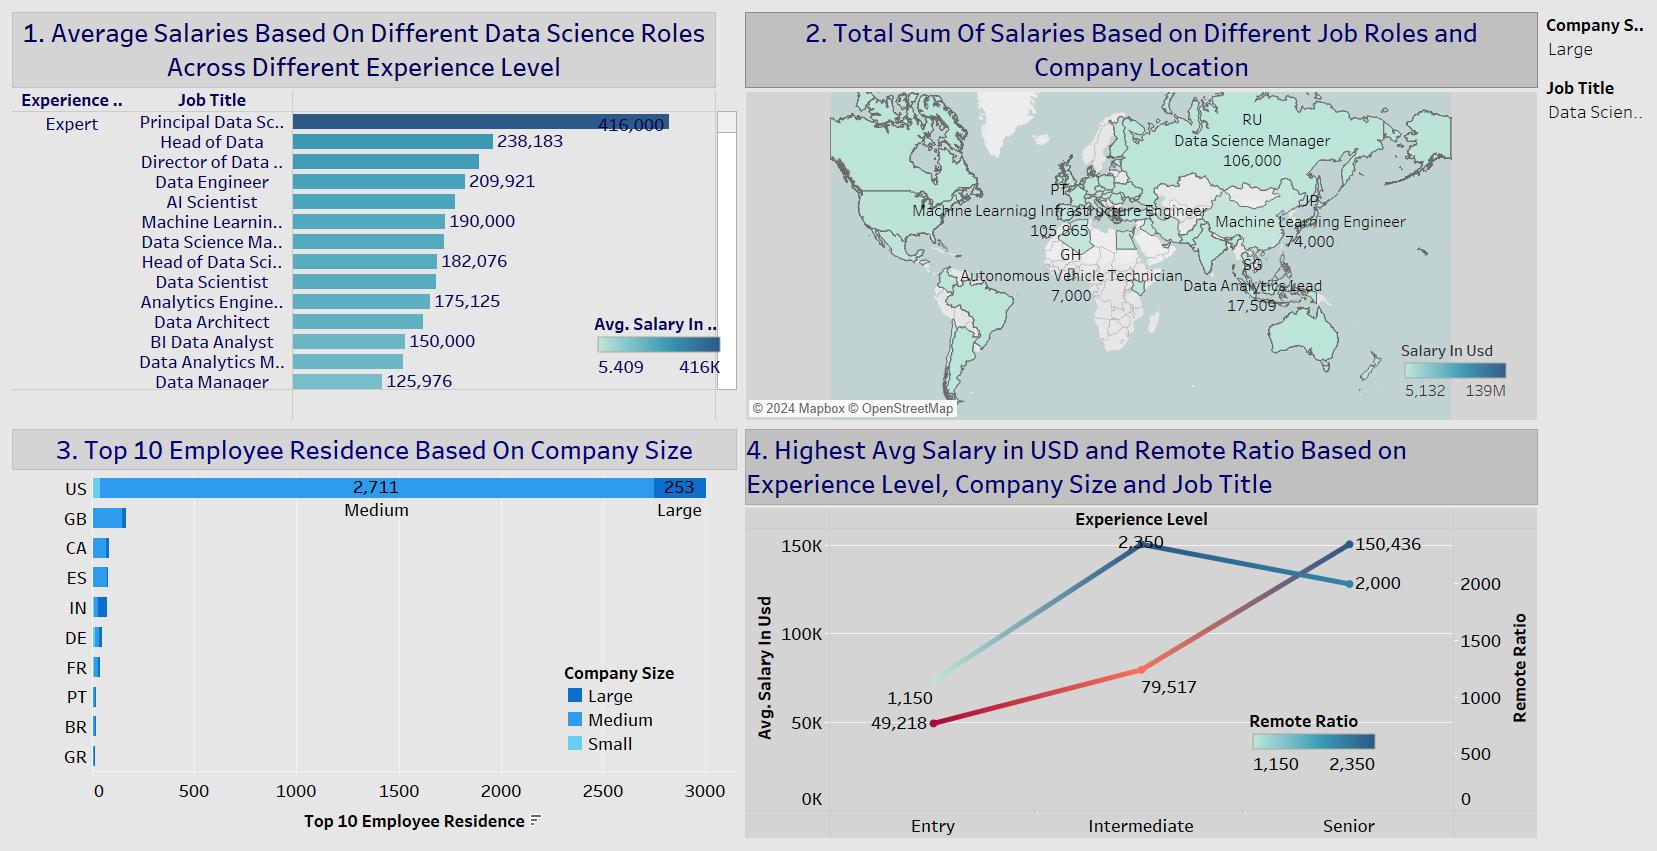 1. Average Salaries Based On Different Data Science Roles
Across Different Experience Level
Experience ..
Job Title
Expert
Principal Data Sc..
416,000
Head of Data
238,183
Director of Data ..
Data Engineer
209,921
AI Scientist
Machine Learnin..
190,000
Data Science Ma..
Head of Data Sci..
182,076
Data Scientist
Analytics Engine..
175,125
Data Architect
BI Data Analyst
150,000
Data Analytics M..
Data Manager
125,976
Avg. Salary In ..
5,409
416K
2. Total Sum Of Salaries Based on Different Job Roles and
Company Location
RU
Data Science Manager
106,000
PT
Machine Learning Infrastructure Engineer
105,865
JP
Machine Learning Engineer
74,000
GH
Autonomous Vehicle Technician
7,000
SG
Data Analytics Lead
17,509
Salary In Usd
5,132
139M
© 2024 Mapbox © OpenStreetMap
Company S..
Large
Job Title
Data Scien..
3. Top 10 Employee Residence Based On Company Size
US
2,711
253
Medium
Large
GB
CA
ES
IN
DE
FR
PT
BR
GR
Company Size
Large
Medium
Small
0
500
1000
1500
2000
2500
3000
Top 10 Employee Residence
4. Highest Avg Salary in USD and Remote Ratio Based on
Experience Level, Company Size and Job Title
Experience Level
Avg. Salary In Usd
150K
100K
50K
0K
2,350
150,436
2,000
1,150
79,517
49,218
2000
1500
1000
500
0
Remote Ratio
Remote Ratio
1,150
2,350
Entry
Intermediate
Senior